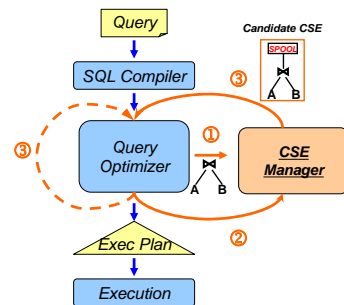 Query
Candidate CSE
SPOOL
⋈
A B
SQL Compiler
③
③
Query
Optimizer
①
⋈
A B
CSE
Manager
②
Exec Plan
Execution